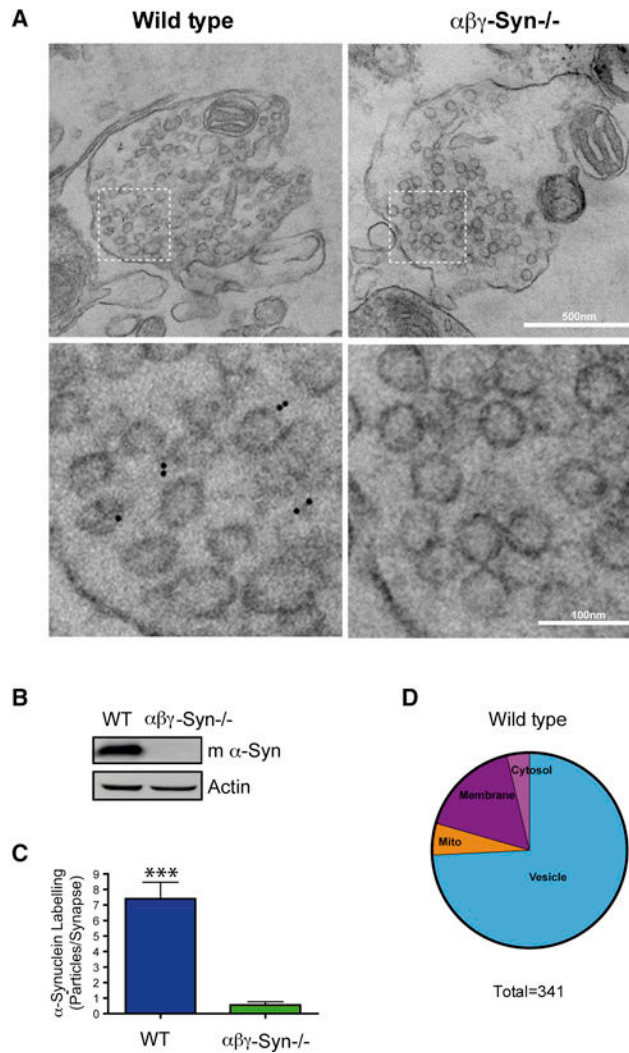 A
Wild type
αβγ-Syn-/-
500nm
100nm
B
WT αβγ-Syn-/-
m α-Syn
Actin
C
α-Synuclein Labelling
(Particles/Synapse)
9
8
7
6
5
4
3
2
1
0
***
WT
αβγ-Syn-/-
D
Wild type
Cytosol
Membrane
Mito
Vesicle
Total=341